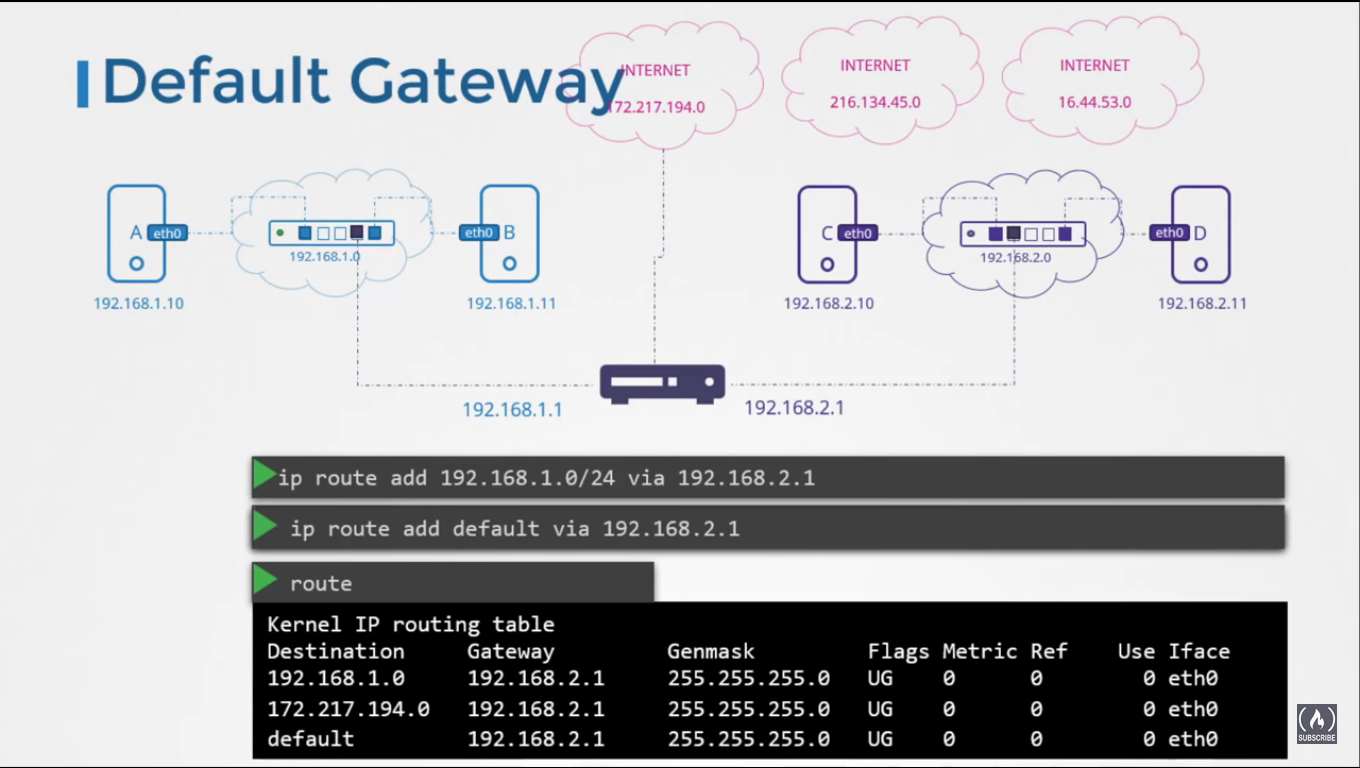 Default Gateway
INTERNET
172.217.194.0
INTERNET
216.134.45.0
INTERNET
16.44.53.0
A eth0
192.168.1.10
192.168.1.0
eth0 B
192.168.1.11
C eth0
192.168.2.10
192.168.2.0
eth0 D
192.168.2.11
192.168.1.1
192.168.2.1
ip route add 192.168.1.0/24 via 192.168.2.1
ip route add default via 192.168.2.1
route
Kernel IP routing table
Destination Gateway Genmask Flags Metric Ref Use Iface
192.168.1.0 192.168.2.1 255.255.255.0 UG 0 0 0 eth0
172.217.194.0 192.168.2.1 255.255.255.0 UG 0 0 0 eth0
default 192.168.2.1 255.255.255.0 UG 0 0 0 eth0
SUBSCRIBE